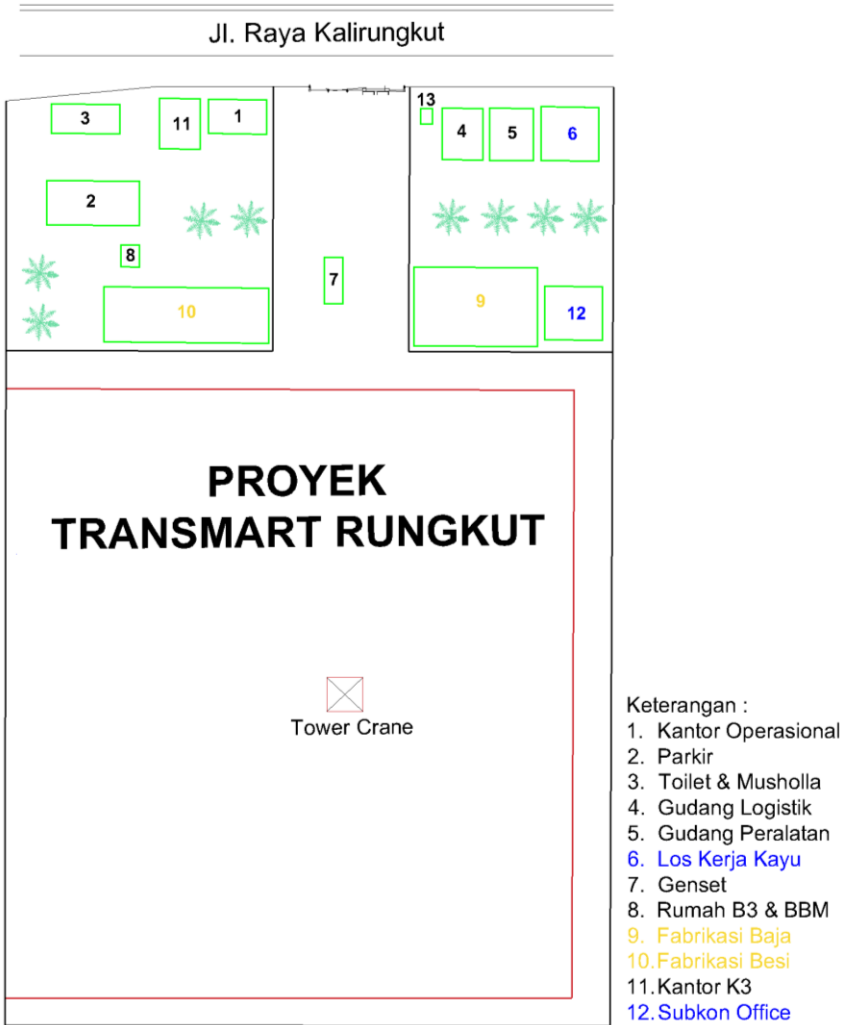 Jl. Raya Kalirungkut
3
11
1
13
4
5
6
2
8
7
10
9
12
PROYEK
TRANSMART RUNGKUT
Tower Crane
Keterangan :
1. Kantor Operasional
2. Parkir
3. Toilet & Musholla
4. Gudang Logistik
5. Gudang Peralatan
6. Los Kerja Kayu
7. Genset
8. Rumah B3 & BBM
9. Fabrikasi Baja
10.Fabrikasi Besi
11.Kantor K3
12.Subkon Office